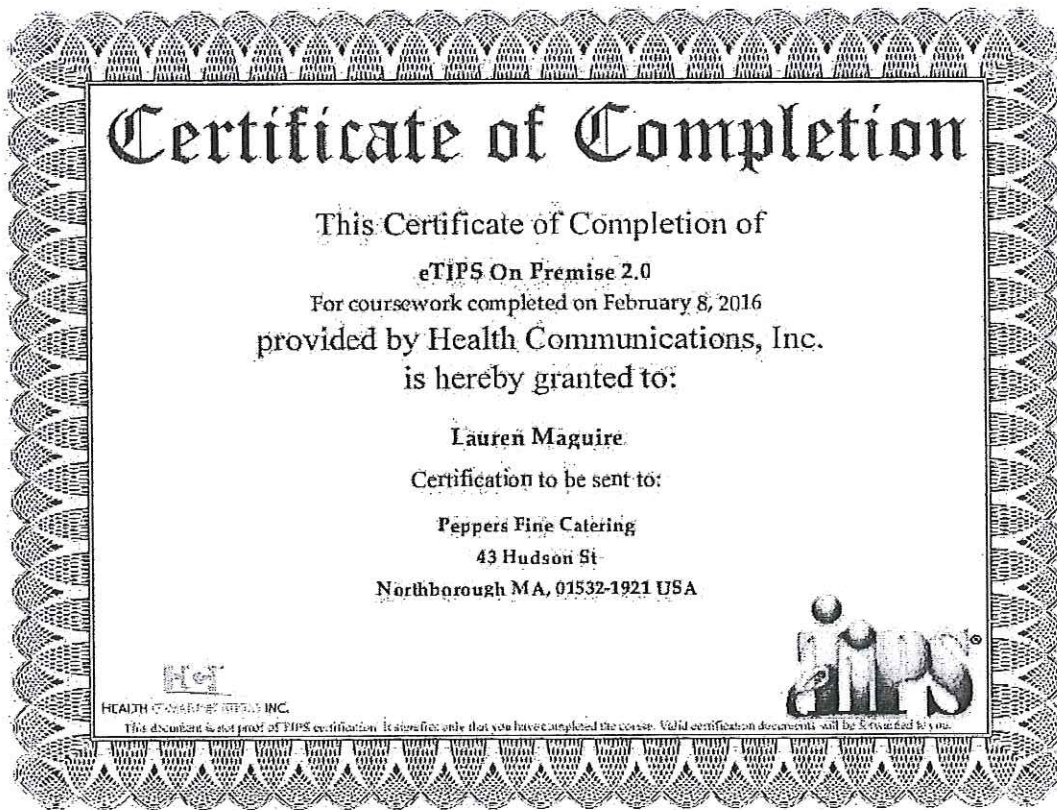 Certificate of Completion
This Certificate of Completion of
eTIPS On Premise 2.0
For coursework completed on February 8, 2016
provided by Health Communications, Inc.
is hereby granted to:
Lauren Maguire
Certification to be sent to:
Peppers Fine Catering
43 Hudson St
Northborough MA, 01532-1921 USA
HEALTH COMMUNICATIONS INC.
eTIPS®
This document is not proof of TIPS certification. It signifies only that you have completed the course. Valid certification documents will be forwarded to you.